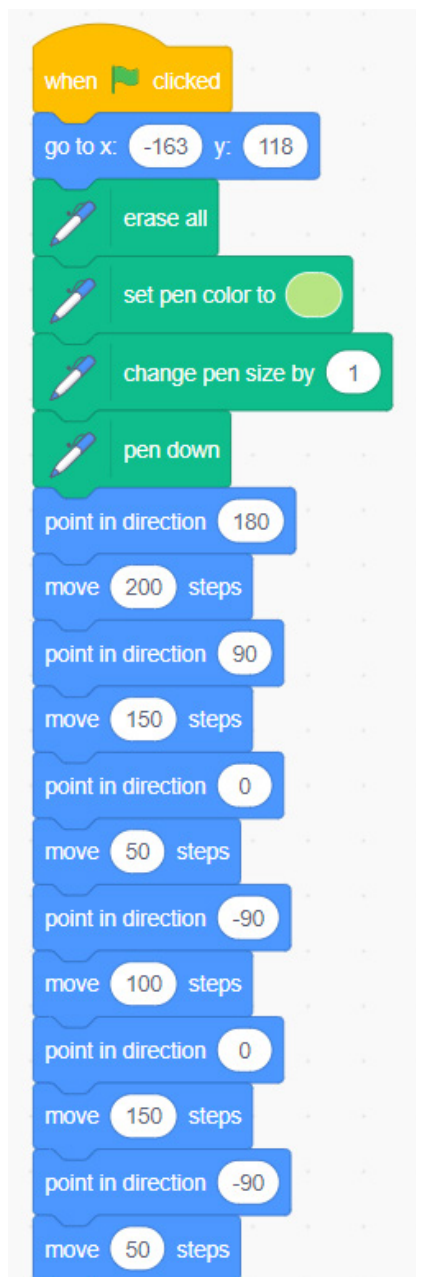 when clicked
go to x: -163 y: 118
erase all
set pen color to
change pen size by 1
pen down
point in direction 180
move 200 steps
point in direction 90
move 150 steps
point in direction 0
move 50 steps
point in direction -90
move 100 steps
point in direction 0
move 150 steps
point in direction -90
move 50 steps